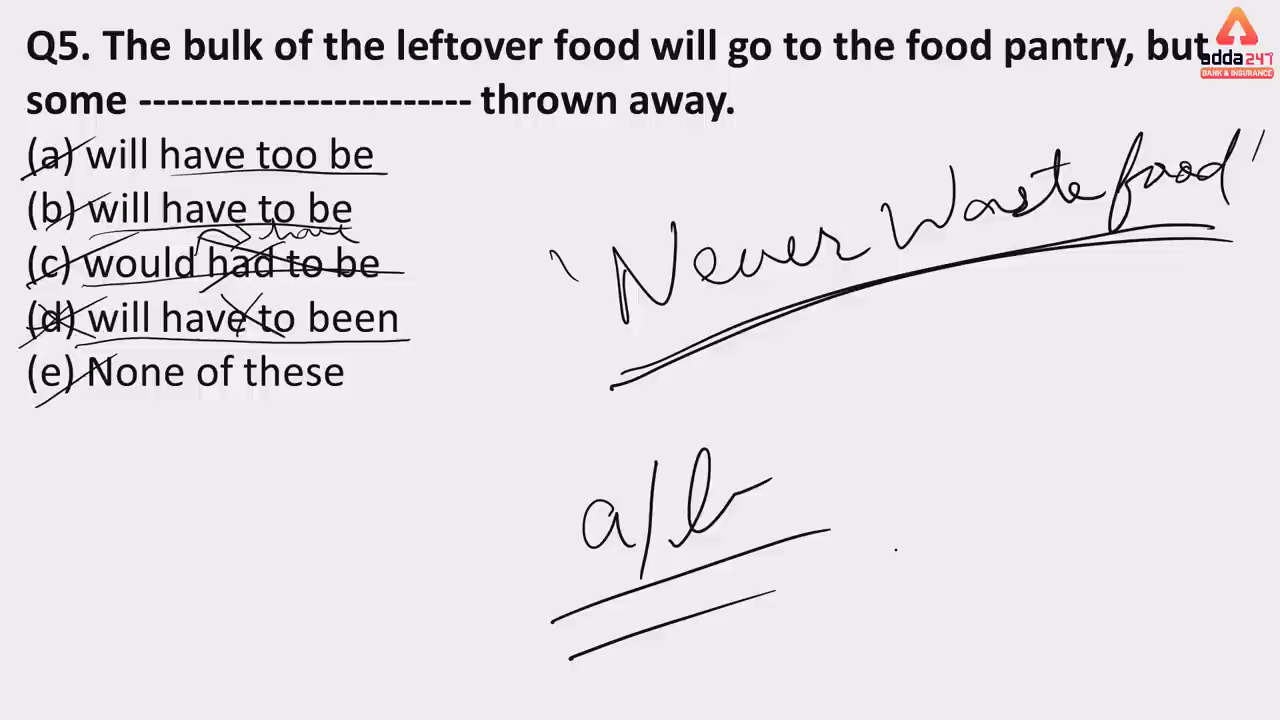 Q5. The bulk of the leftover food will go to the food pantry, but
some ------------------------ thrown away.
(a) will have too be
(b) will have to be
have
(c) would had to be
(d) will have to been
(e) None of these
'Never Waste food'
a/b
adda247
BANK & INSURANCE